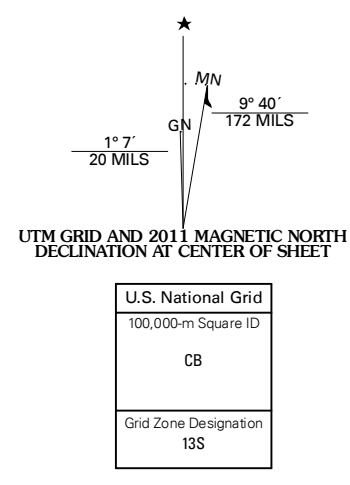 ★
MN
GN
9° 40´
172 MILS
1° 7´
20 MILS
UTM GRID AND 2011 MAGNETIC NORTH
DECLINATION AT CENTER OF SHEET
U.S. National Grid
100,000-m Square ID
CB
Grid Zone Designation
13S